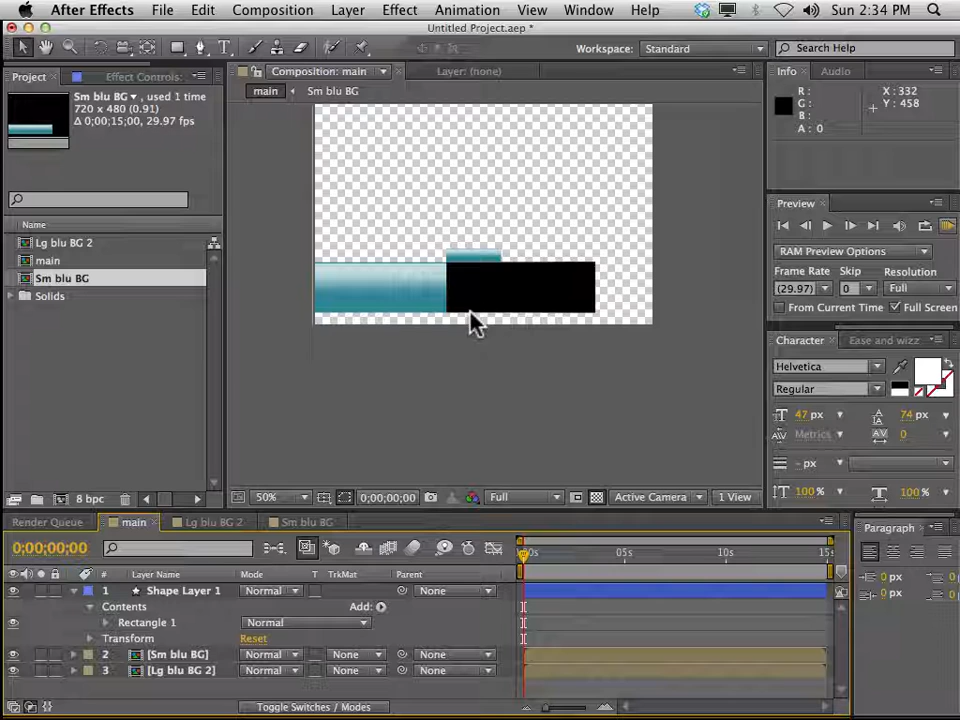 After Effects File Edit Composition Layer Effect Animation View Window Help Sun 2:34 PM
Untitled Project.aep *
Workspace: Standard Search Help
Project Effect Controls: Composition: main Layer: (none) Info Audio
main Sm blu BG
Sm blu BG, used 1 time
720 x 480 (0.91)
Δ 0;00;15;00, 29.97 fps
R: X: 332
G: Y: 458
B:
A: 0
Preview
RAM Preview Options
Frame Rate Skip Resolution
(29.97) 0 Full
From Current Time Full Screen
Name
Lg blu BG 2
main
Sm blu BG
Solids
Character Ease and wizz
Helvetica
Regular
47 px 74 px
Metrics 0
- px
100 % 100 %
8 bpc 50% 0;00;00;00 Full Active Camera 1 View
Render Queue main Lg blu BG 2 Sm blu BG
Paragraph
0;00;00;00
05s 10s 15s
# Layer Name Mode T TrkMat Parent
1 Shape Layer 1 Normal None
Contents Add:
Rectangle 1 Normal
Transform Reset
2 [Sm blu BG] Normal None None
3 [Lg blu BG 2] Normal None None
0 px 0
0 px 0
Toggle Switches / Modes